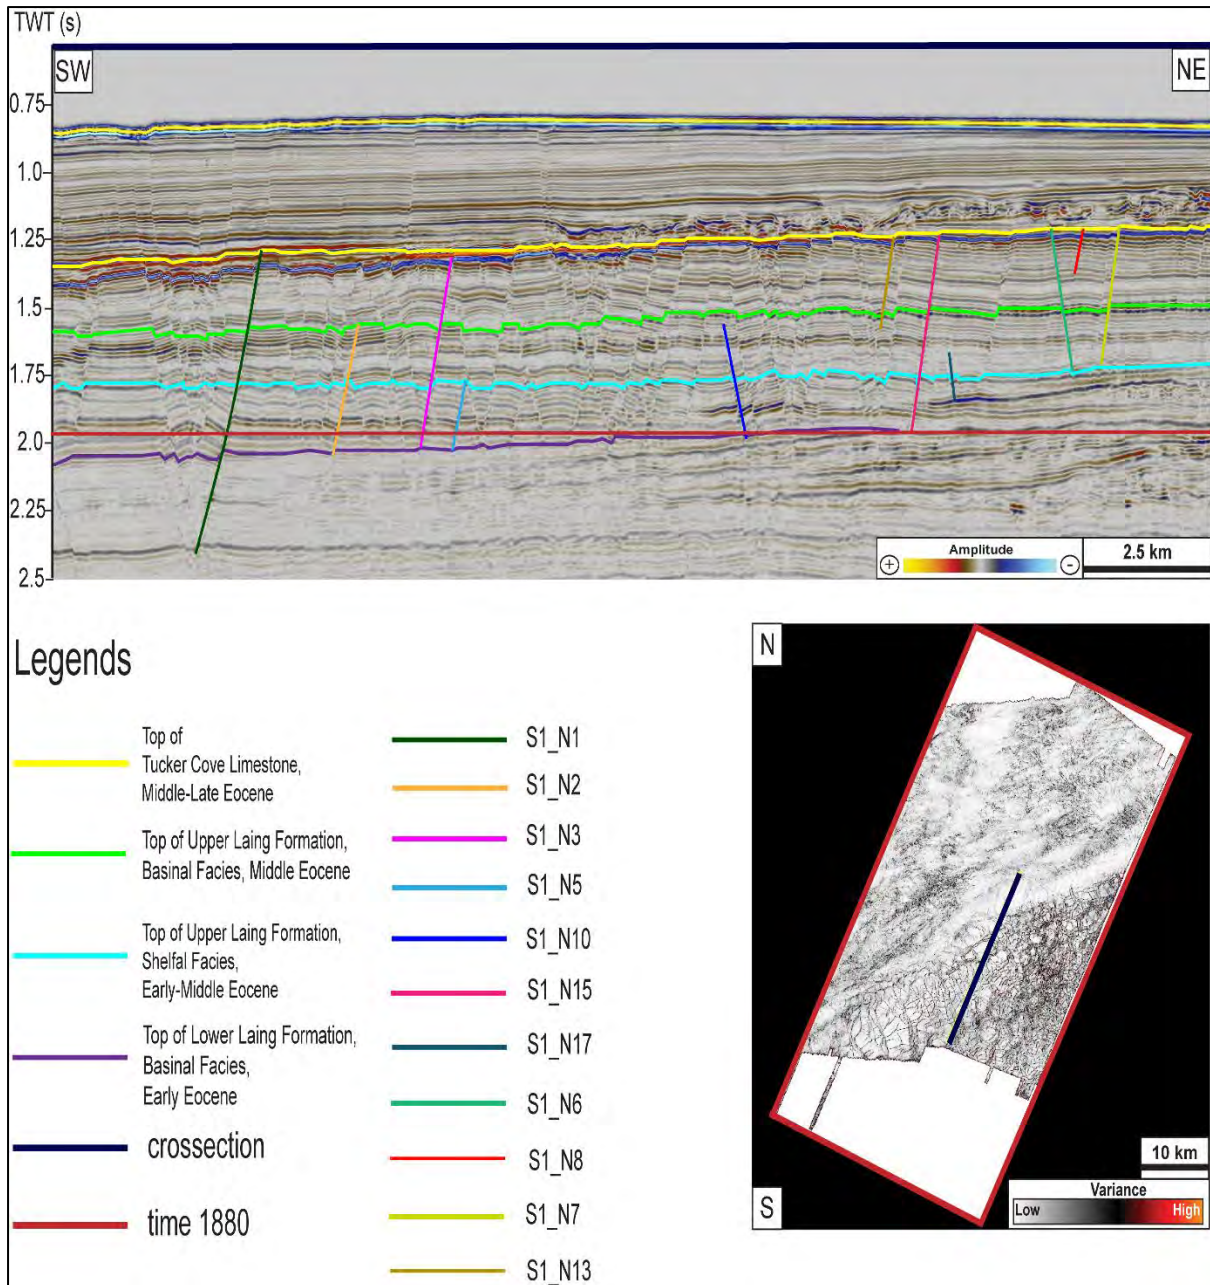 TWT (s)
SW
NE
0.75
1.0
1.25
1.5
1.75
2.0
2.25
2.5
Amplitude
+
-
2.5 km
Legends
Top of
Tucker Cove Limestone,
Middle-Late Eocene
Top of Upper Laing Formation,
Basinal Facies, Middle Eocene
Top of Upper Laing Formation,
Shelfal Facies,
Early-Middle Eocene
Top of Lower Laing Formation,
Basinal Facies,
Early Eocene
crossection
time 1880
S1_N1
S1_N2
S1_N3
S1_N5
S1_N10
S1_N15
S1_N17
S1_N6
S1_N8
S1_N7
S1_N13
N
S
10 km
Variance
Low
High